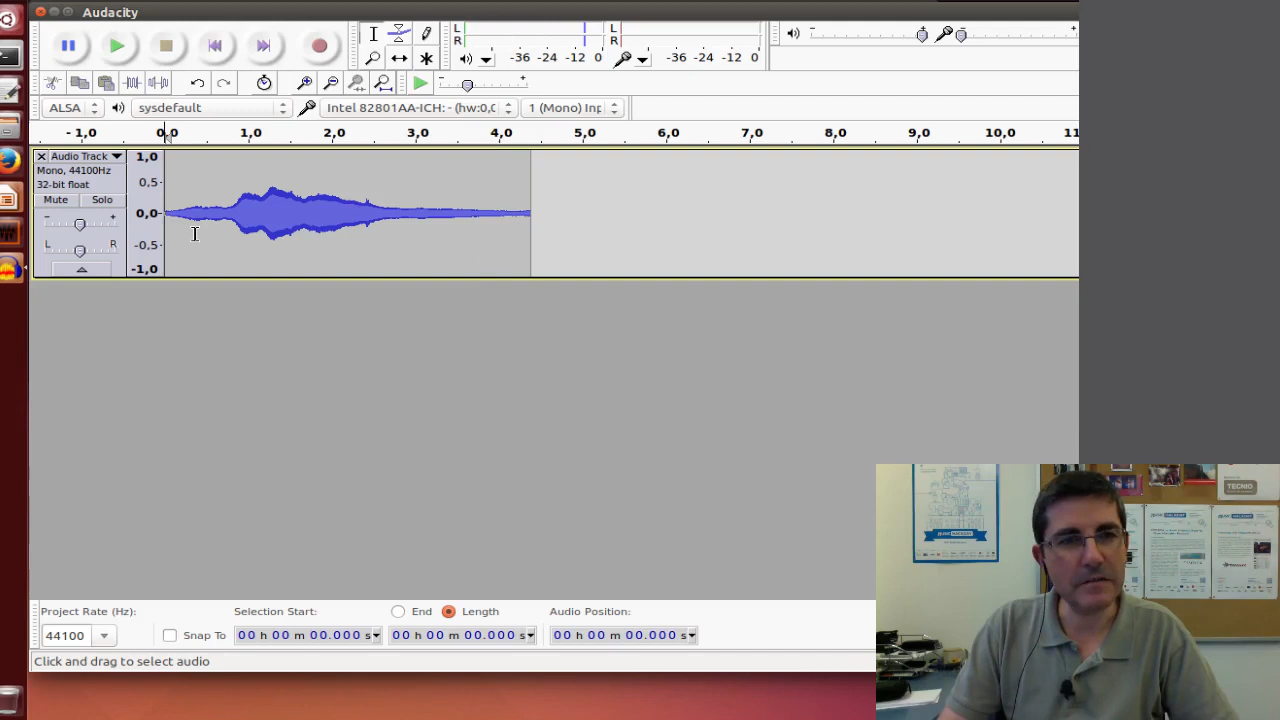 Audacity
L
R
-36 -24 -12 0
L
R
-36 -24 -12 0
- +
- +
- +
ALSA
sysdefault
Intel 82801AA-ICH: - (hw:0,0
1 (Mono) Inp
- 1,0 0,0 1,0 2,0 3,0 4,0 5,0 6,0 7,0 8,0 9,0 10,0 11
Audio Track
Mono, 44100Hz
32-bit float
Mute Solo
- +
L R
1,0
0,5
0,0
-0,5
-1,0
TECNIO
Project Rate (Hz):
44100
Snap To
Selection Start:
End
Length
Audio Position:
00 h 00 m 00.000 s
00 h 00 m 00.000 s
00 h 00 m 00.000 s
Click and drag to select audio